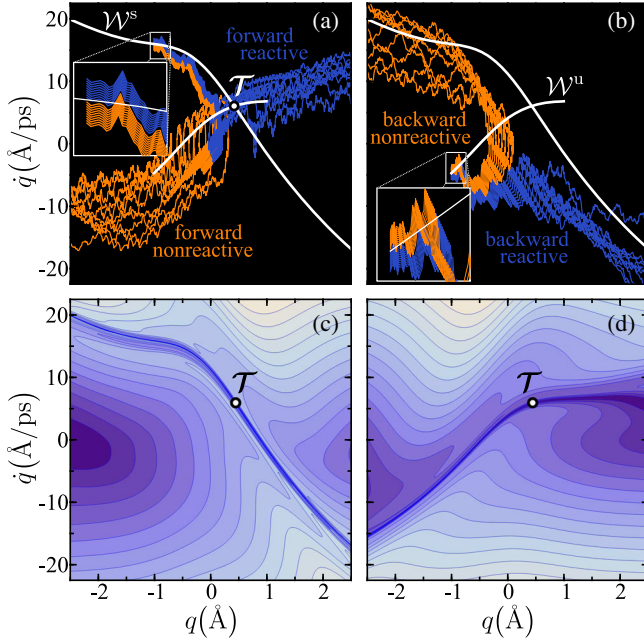 (a)
𝒲ˢ
forward
reactive
𝒯
forward
nonreactive
(b)
𝒲ᵘ
backward
nonreactive
backward
reactive
20
10
0
-10
-20
q̇(Å/ps)
(c)
𝒯
(d)
𝒯
20
10
0
-10
-20
q̇(Å/ps)
-2 -1 0 1 2
-2 -1 0 1 2
q(Å)
q(Å)